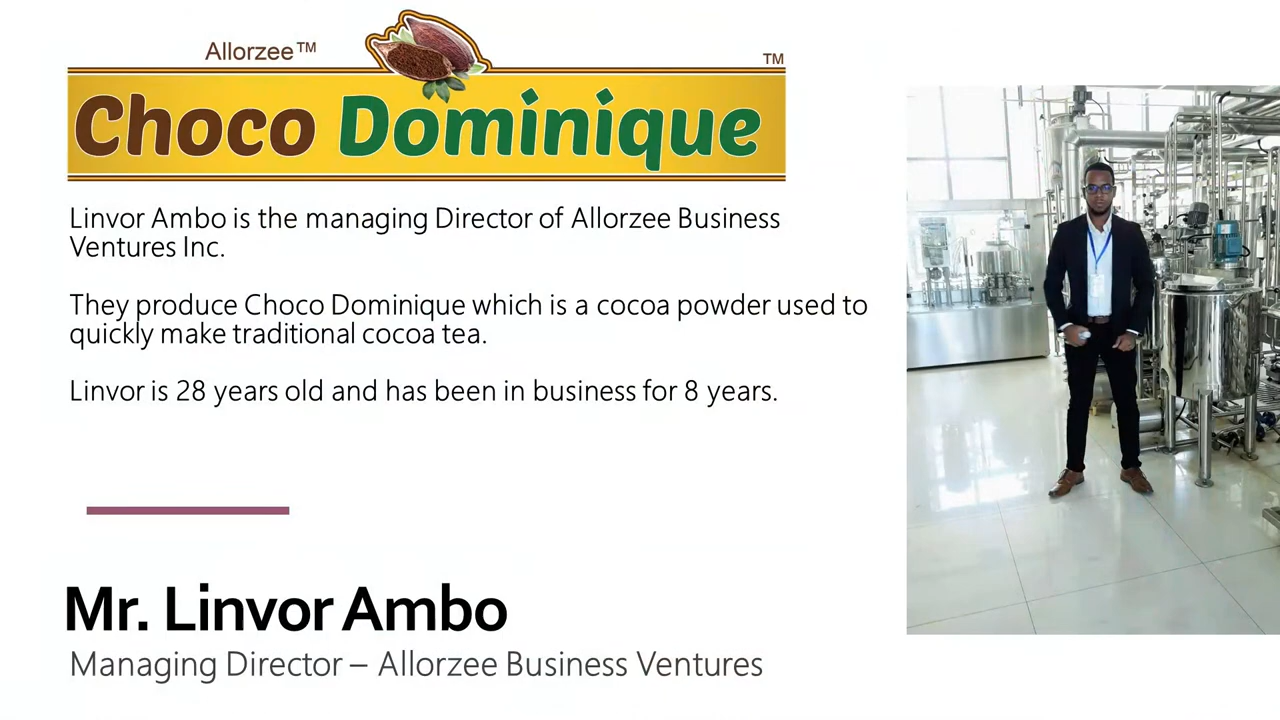 Allorzee™
™
Choco Dominique
Linvor Ambo is the managing Director of Allorzee Business
Ventures Inc.
They produce Choco Dominique which is a cocoa powder used to
quickly make traditional cocoa tea.
Linvor is 28 years old and has been in business for 8 years.
Mr. Linvor Ambo
Managing Director – Allorzee Business Ventures